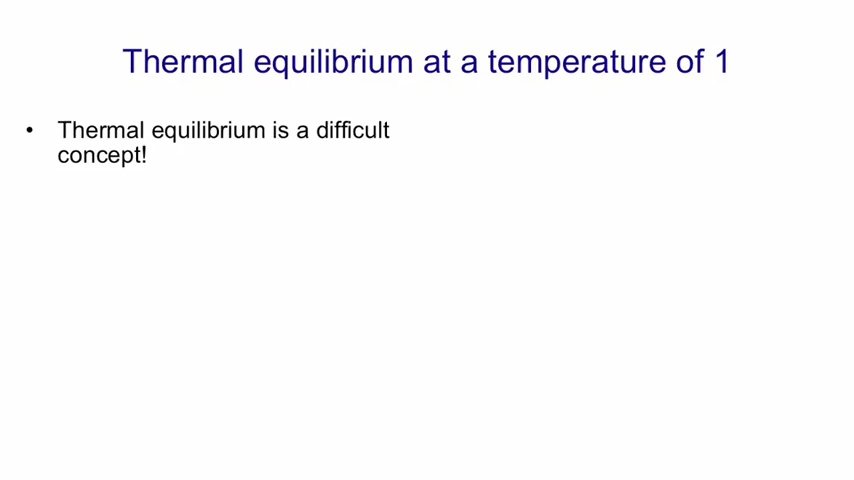 Thermal equilibrium at a temperature of 1
• Thermal equilibrium is a difficult
concept!